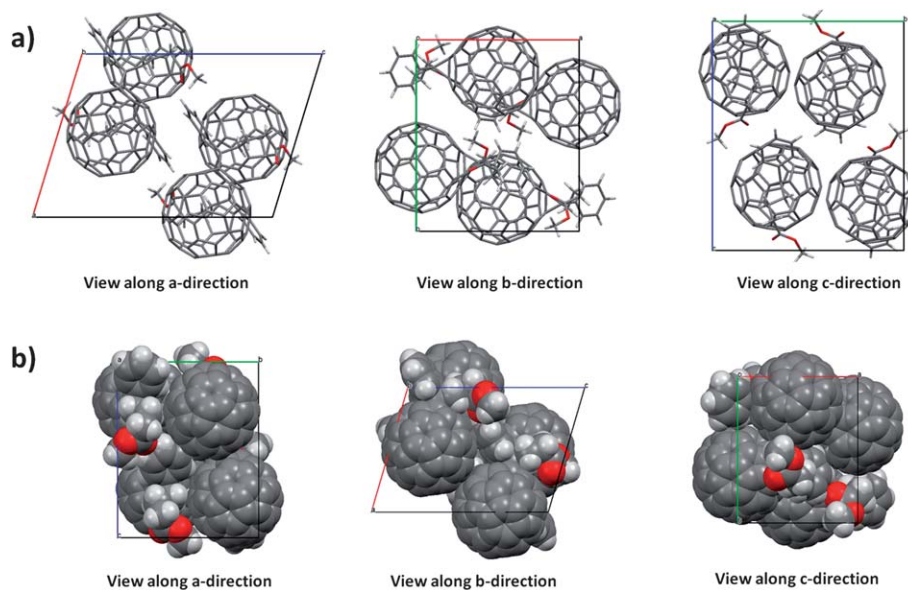 a)
View along a-direction
View along b-direction
View along c-direction
b)
View along a-direction
View along b-direction
View along c-direction